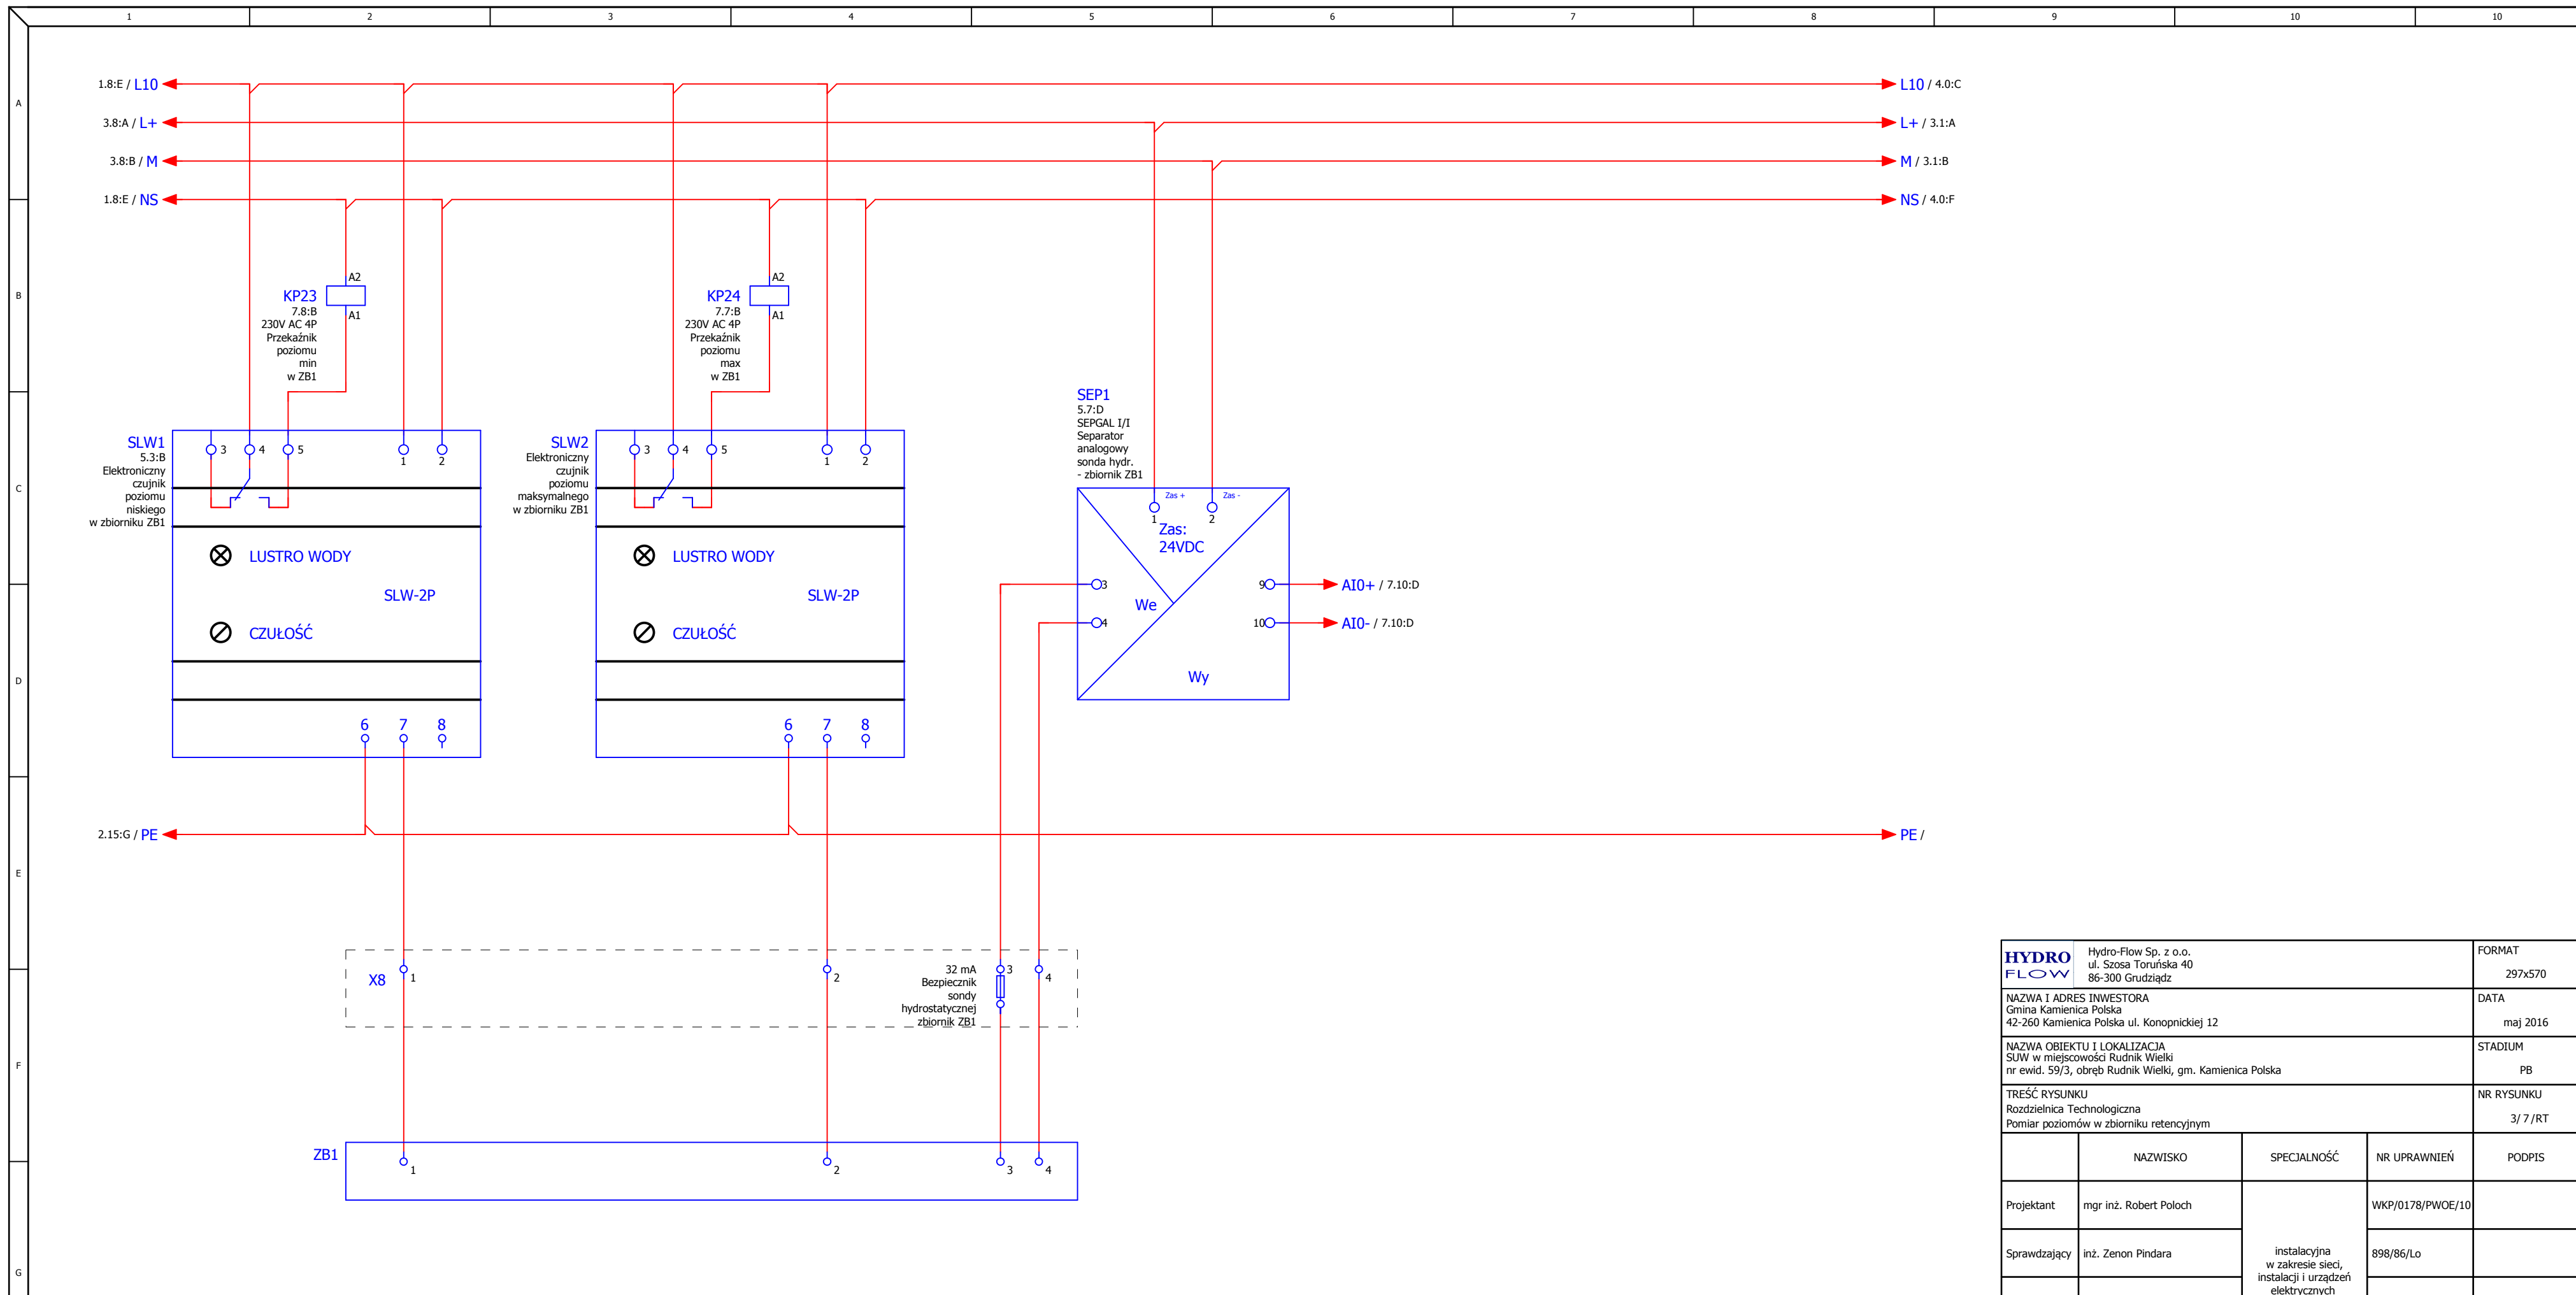 1 2 3 4 5 6 7 8 9 10 10
A
B
C
D
E
F
G
1.8:E / L10
3.8:A / L+
3.8:B / M
1.8:E / NS
L10 / 4.0:C
L+ / 3.1:A
M / 3.1:B
NS / 4.0:F
A2
KP23
A1
7.8:B
230V AC 4P
Przekaźnik
poziomu
min
w ZB1
A2
KP24
A1
7.7:B
230V AC 4P
Przekaźnik
poziomu
max
w ZB1
SLW1
5.3:B
Elektroniczny
czujnik
poziomu
niskiego
w zbiorniku ZB1
3 4 5 1 2
LUSTRO WODY
SLW-2P
CZUŁOŚĆ
6 7 8
SLW2
Elektroniczny
czujnik
poziomu
maksymalnego
w zbiorniku ZB1
3 4 5 1 2
LUSTRO WODY
SLW-2P
CZUŁOŚĆ
6 7 8
SEP1
5.7:D
SEPGAL I/I
Separator
analogowy
sonda hydr.
- zbiornik ZB1
Zas + Zas -
1 2
Zas:
24VDC
3
4
We
Wy
9
10
AI0+ / 7.10:D
AI0- / 7.10:D
2.15:G / PE
PE /
X8
1 2 3 4
32 mA
Bezpiecznik
sondy
hydrostatycznej
zbiornik ZB1
ZB1
1 2 3 4
HYDRO
FLOW
Hydro-Flow Sp. z o.o.
ul. Szosa Toruńska 40
86-300 Grudziądz
FORMAT
297x570
NAZWA I ADRES INWESTORA
Gmina Kamienica Polska
42-260 Kamienica Polska ul. Konopnickiej 12
DATA
maj 2016
NAZWA OBIEKTU I LOKALIZACJA
SUW w miejscowości Rudnik Wielki
nr ewid. 59/3, obręb Rudnik Wielki, gm. Kamienica Polska
STADIUM
PB
TREŚĆ RYSUNKU
Rozdzielnica Technologiczna
Pomiar poziomów w zbiorniku retencyjnym
NR RYSUNKU
3/ 7 /RT
NAZWISKO SPECJALNOŚĆ NR UPRAWNIEŃ PODPIS
Projektant mgr inż. Robert Poloch WKP/0178/PWOE/10
Sprawdzający inż. Zenon Pindara 898/86/Lo
instalacyjna
w zakresie sieci,
instalacji i urządzeń
elektrycznych